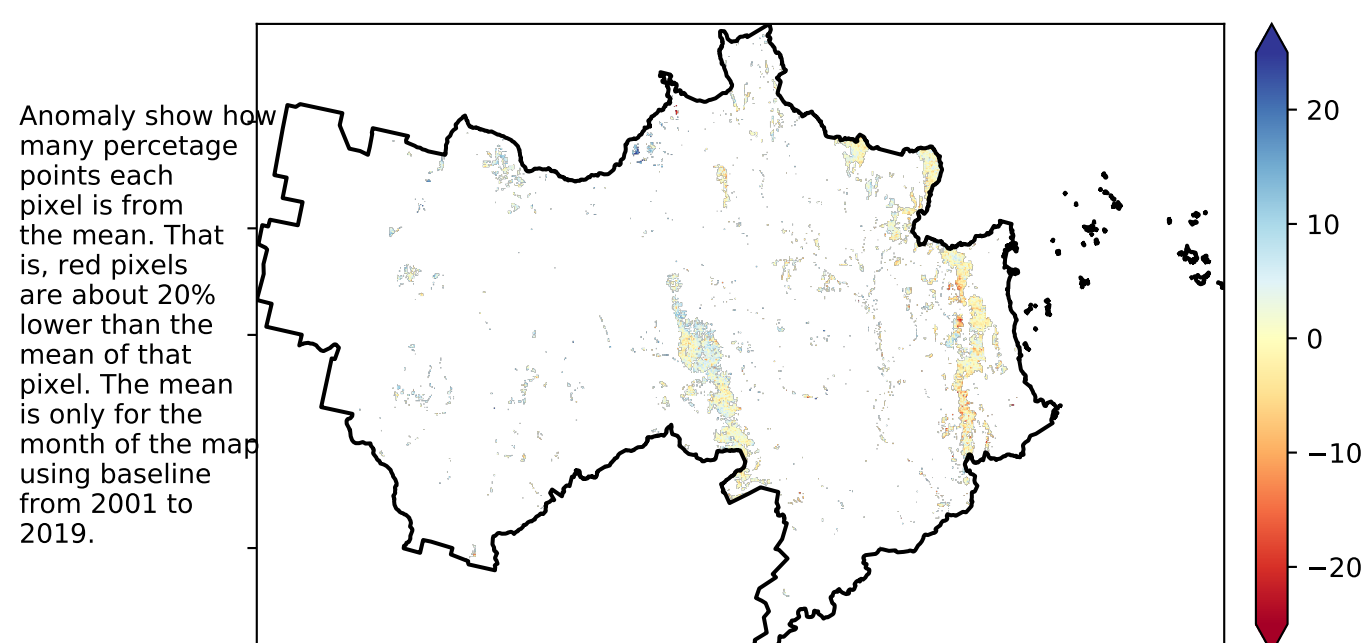 Anomaly show how
many percetage
points each
pixel is from
the mean. That
is, red pixels
are about 20%
lower than the
mean of that
pixel. The mean
is only for the
month of the map
using baseline
from 2001 to
2019.
20
10
0
−10
−20